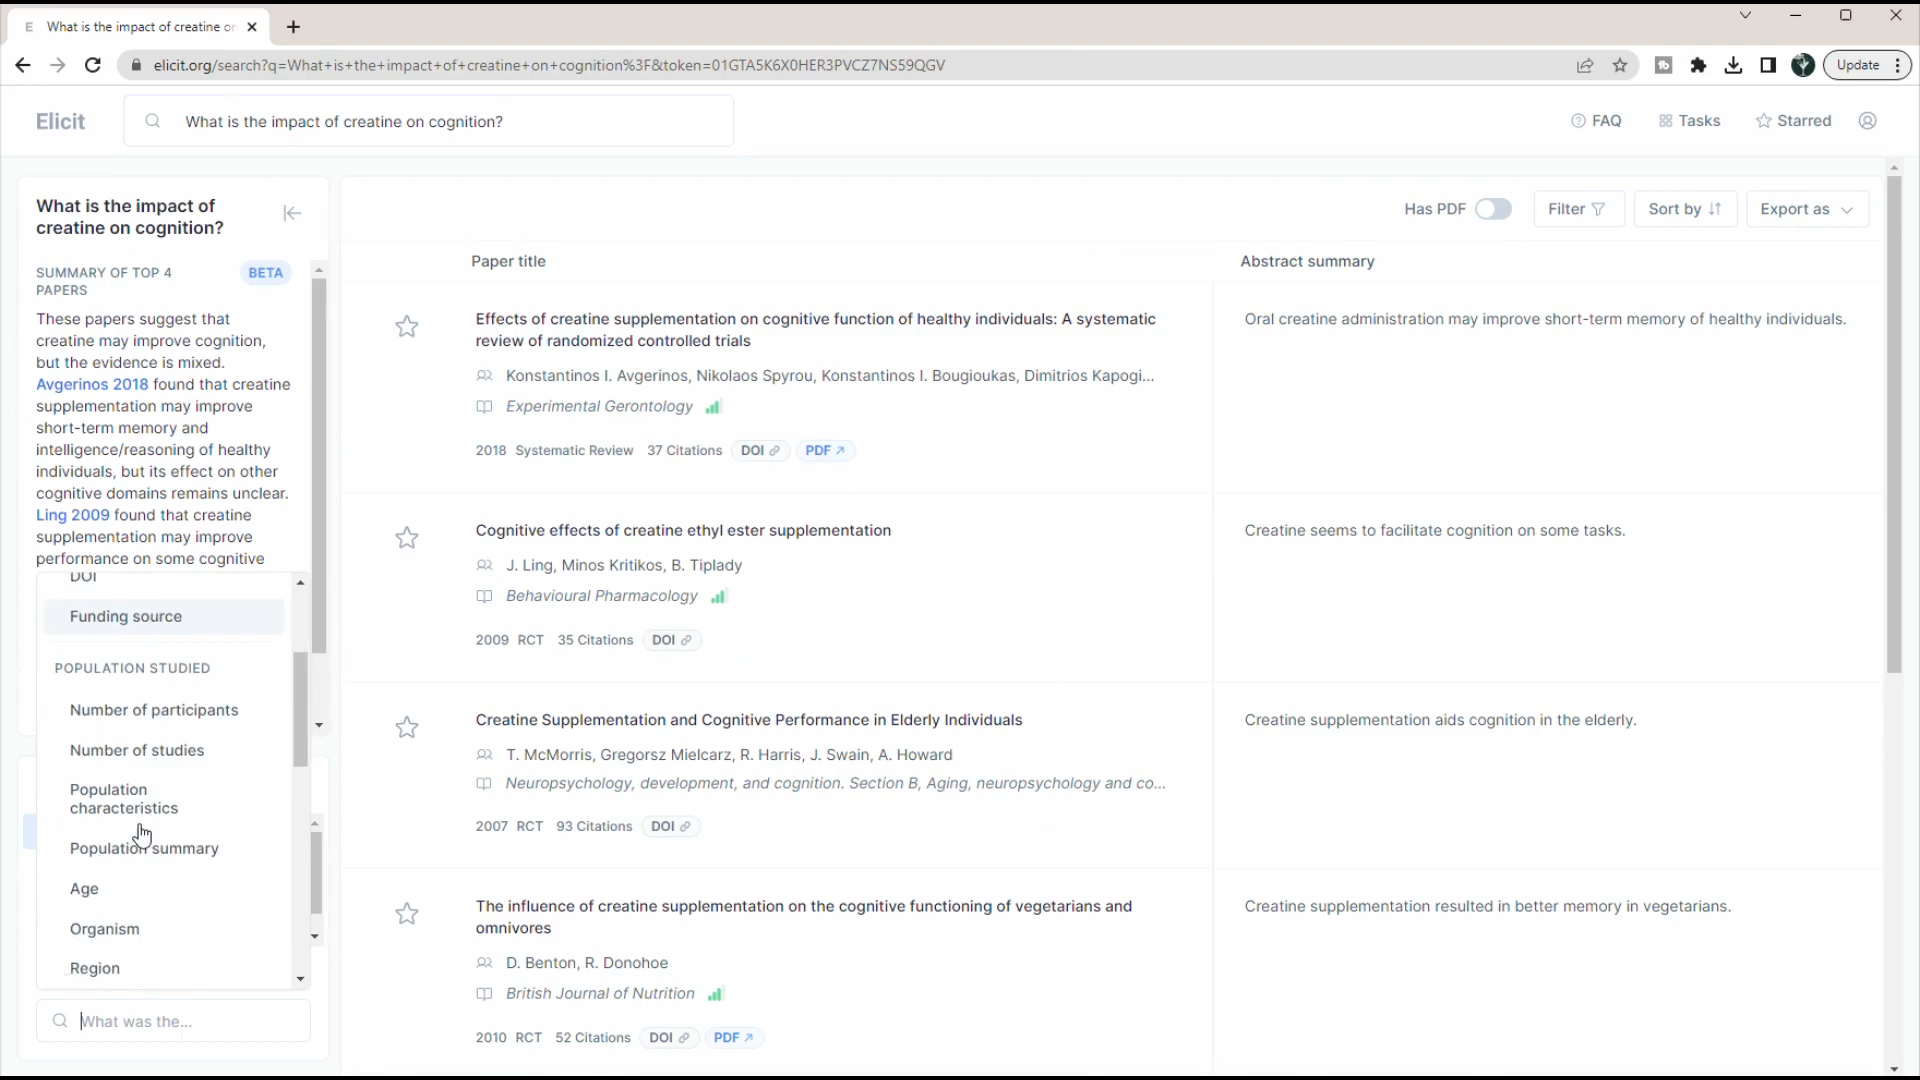 E What is the impact of creatine on
elicit.org/search?q=What+is+the+impact+of+creatine+on+cognition%3F&token=01GTA5K6X0HER3PVCZ7NS59QGV
Update
Elicit
What is the impact of creatine on cognition?
FAQ
Tasks
Starred
What is the impact of
creatine on cognition?
SUMMARY OF TOP 4
PAPERS
BETA
These papers suggest that
creatine may improve cognition,
but the evidence is mixed.
Avgerinos 2018 found that creatine
supplementation may improve
short-term memory and
intelligence/reasoning of healthy
individuals, but its effect on other
cognitive domains remains unclear.
Ling 2009 found that creatine
supplementation may improve
performance on some cognitive
DOI
Funding source
POPULATION STUDIED
Number of participants
Number of studies
Population
characteristics
Population summary
Age
Organism
Region
What was the...
Has PDF
Filter
Sort by
Export as
Paper title
Abstract summary
Effects of creatine supplementation on cognitive function of healthy individuals: A systematic
review of randomized controlled trials
Konstantinos I. Avgerinos, Nikolaos Spyrou, Konstantinos I. Bougioukas, Dimitrios Kapogi...
Experimental Gerontology
2018 Systematic Review 37 Citations DOI PDF
Oral creatine administration may improve short-term memory of healthy individuals.
Cognitive effects of creatine ethyl ester supplementation
J. Ling, Minos Kritikos, B. Tiplady
Behavioural Pharmacology
2009 RCT 35 Citations DOI
Creatine seems to facilitate cognition on some tasks.
Creatine Supplementation and Cognitive Performance in Elderly Individuals
T. McMorris, Gregorsz Mielcarz, R. Harris, J. Swain, A. Howard
Neuropsychology, development, and cognition. Section B, Aging, neuropsychology and co...
2007 RCT 93 Citations DOI
Creatine supplementation aids cognition in the elderly.
The influence of creatine supplementation on the cognitive functioning of vegetarians and
omnivores
D. Benton, R. Donohoe
British Journal of Nutrition
2010 RCT 52 Citations DOI PDF
Creatine supplementation resulted in better memory in vegetarians.